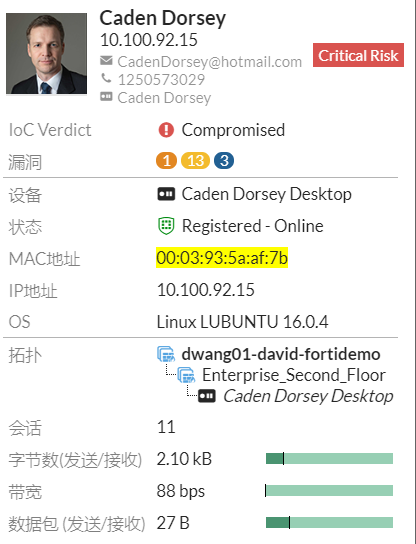 Caden Dorsey
10.100.92.15
CadenDorsey@hotmail.com
Critical Risk
1250573029
Caden Dorsey
IoC Verdict Compromised
漏洞 1 13 3
设备 Caden Dorsey Desktop
状态 Registered - Online
MAC地址 00:03:93:5a:af:7b
IP地址 10.100.92.15
OS Linux LUBUNTU 16.0.4
拓扑 dwang01-david-fortidemo
Enterprise_Second_Floor
Caden Dorsey Desktop
会话 11
字节数(发送/接收) 2.10 kB
带宽 88 bps
数据包 (发送/接收) 27 B